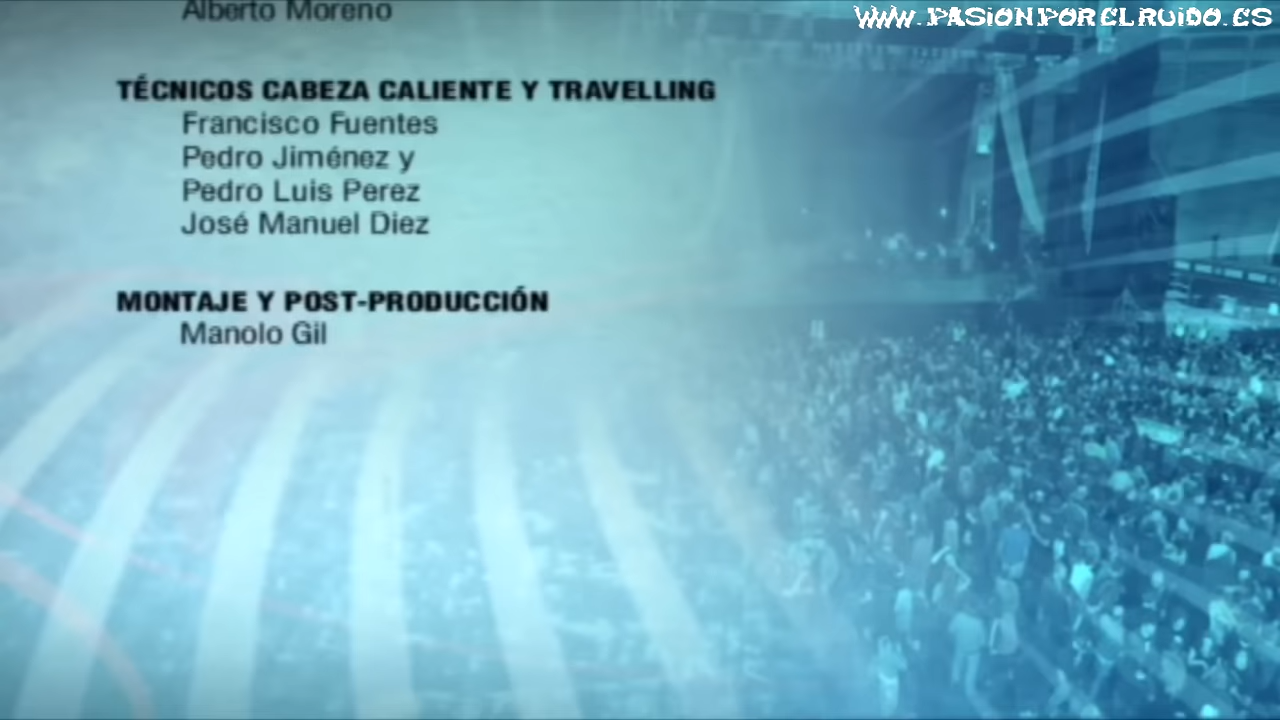 Alberto Moreno
WWW.PASIONPORELRUIDO.ES
TÉCNICOS CABEZA CALIENTE Y TRAVELLING
Francisco Fuentes
Pedro Jiménez y
Pedro Luis Perez
José Manuel Diez
MONTAJE Y POST-PRODUCCIÓN
Manolo Gil